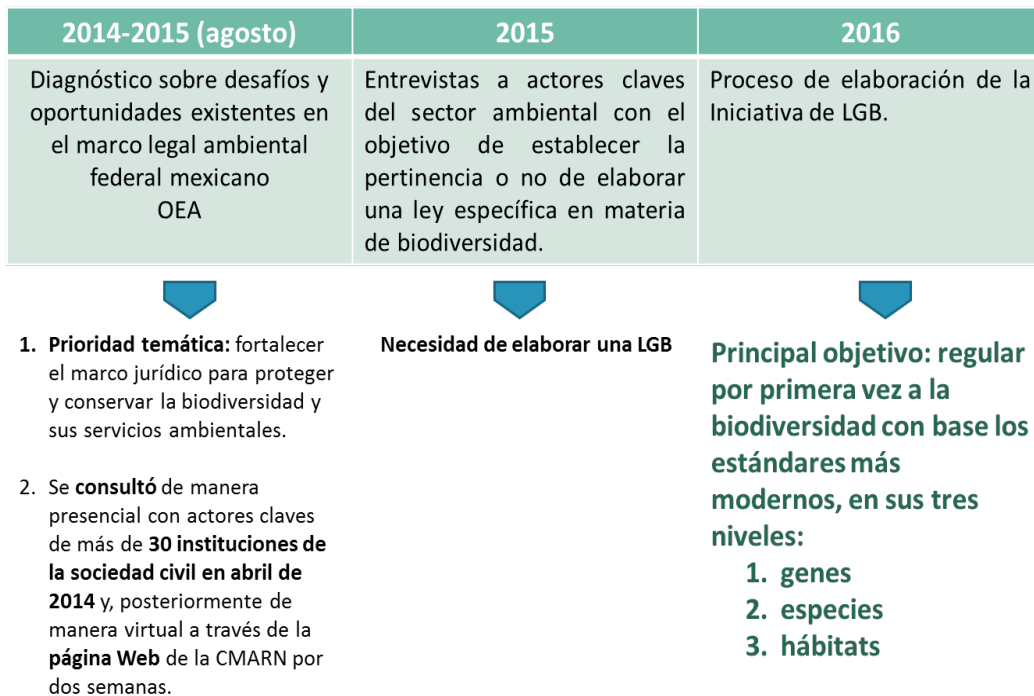 2014-2015 (agosto)
2015
2016
Diagnóstico sobre desafíos y
oportunidades existentes en
el marco legal ambiental
federal mexicano
OEA
Entrevistas a actores claves
del sector ambiental con el
objetivo de establecer la
pertinencia o no de elaborar
una ley específica en materia
de biodiversidad.
Proceso de elaboración de la
Iniciativa de LGB.
1. Prioridad temática: fortalecer
el marco jurídico para proteger
y conservar la biodiversidad y
sus servicios ambientales.
2. Se consultó de manera
presencial con actores claves
de más de 30 instituciones de
la sociedad civil en abril de
2014 y, posteriormente de
manera virtual a través de la
página Web de la CMARN por
dos semanas.
Necesidad de elaborar una LGB
Principal objetivo: regular
por primera vez a la
biodiversidad con base los
estándares más
modernos, en sus tres
niveles:
1. genes
2. especies
3. hábitats